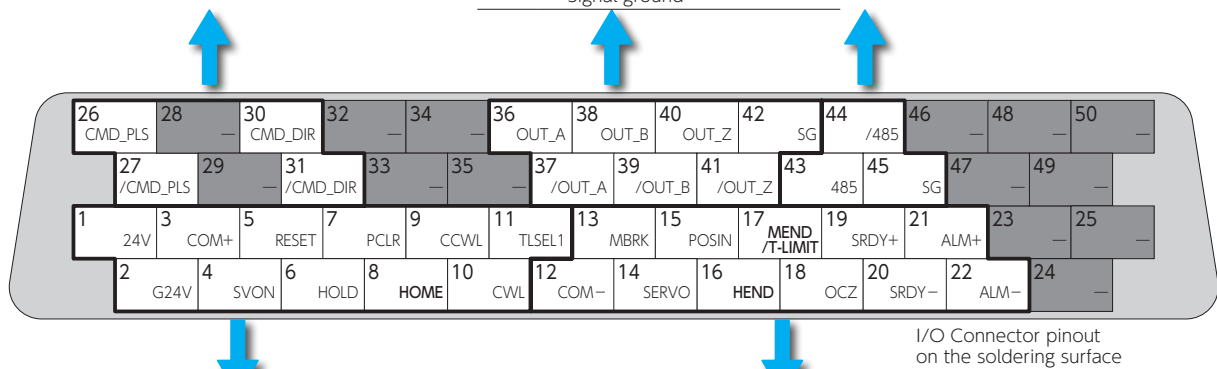 Signal ground
26 28 30 32 34 36 38 40 42 44 46 48 50
CMD_PLS — CMD_DIR — — OUT_A OUT_B OUT_Z SG /485 — — —
27 29 31 33 35 37 39 41 43 45 47 49
/CMD_PLS — /CMD_DIR — — /OUT_A /OUT_B /OUT_Z 485 SG — —
1 3 5 7 9 11 13 15 17 19 21 23 25
24V COM+ RESET PCLR CCWL TLSEL1 MBRK POSIN MEND SRDY+ ALM+ — —
/T-LIMIT
2 4 6 8 10 12 14 16 18 20 22 24
G24V SVON HOLD HOME CWL COM− SERVO HEND OCZ SRDY− ALM− —
I/O Connector pinout
on the soldering surface